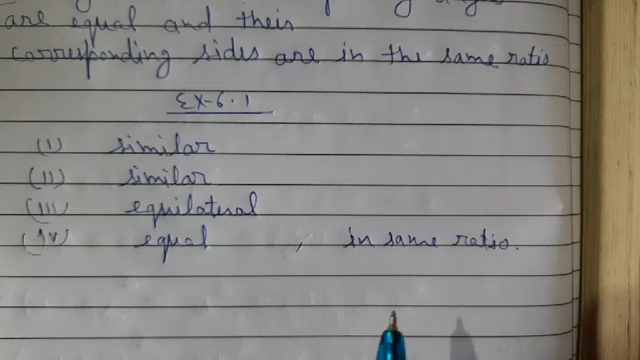 are equal and their
corresponding sides are in the same ratio
Ex-6.1
(i) similar
(ii) similar
(iii) equilateral
(iv) equal , in same ratio.